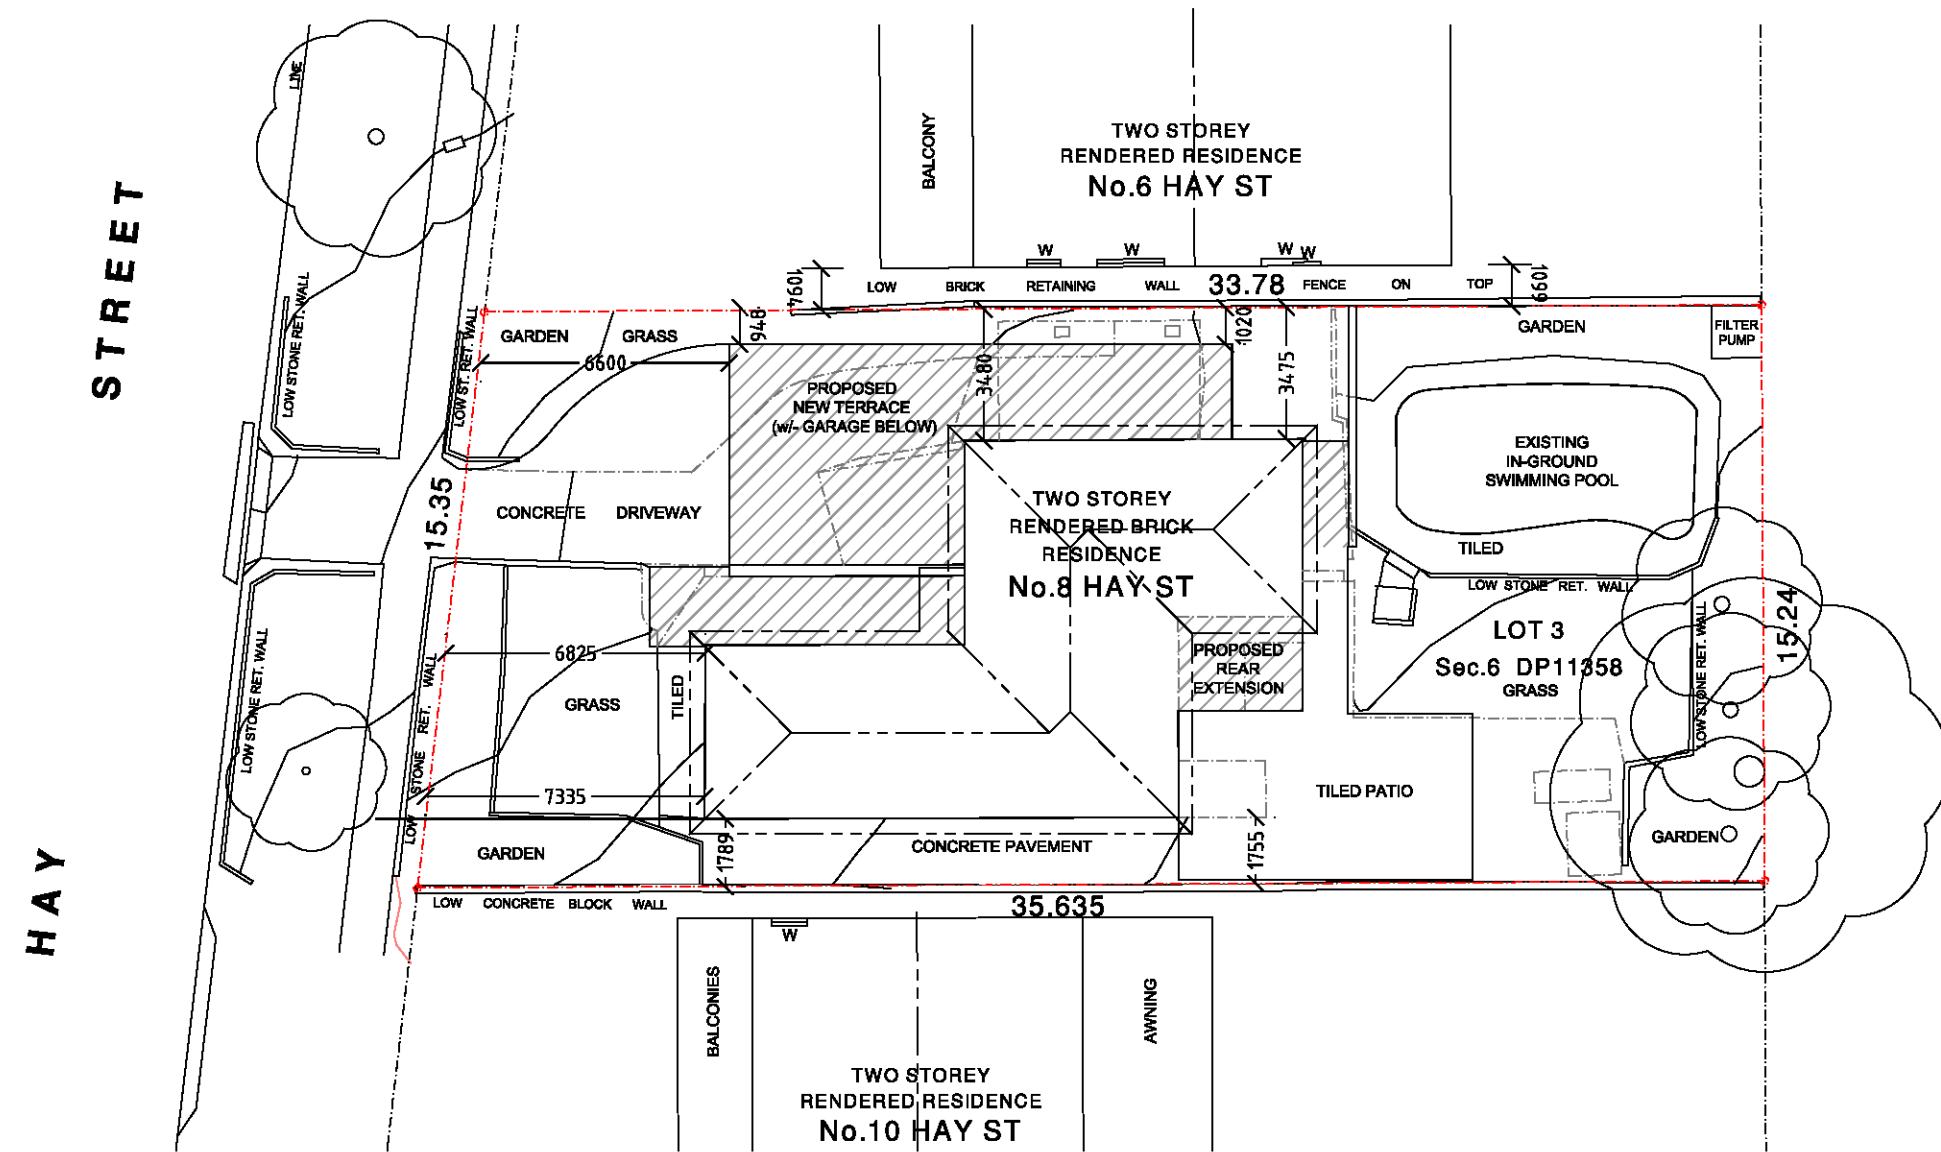 HAY STREET
LINE
BALCONY
TWO STOREY
RENDERED RESIDENCE
No.6 HAY ST
W
W
W
W
1094
LOW BRICK RETAINING WALL
33.78
FENCE ON TOP
1099
LOW STONE RET. WALL
LOW ST. RET. WALL
GARDEN
GRASS
948
6600
PROPOSED
NEW TERRACE
(w/- GARAGE BELOW)
3480
1020
3475
GARDEN
FILTER
PUMP
EXISTING
IN-GROUND
SWIMMING POOL
TILED
LOW STONE RET. WALL
15.35
CONCRETE DRIVEWAY
TWO STOREY
RENDERED BRICK
RESIDENCE
No.8 HAY ST
LOT 3
Sec.6 DP11358
GRASS
LOW STONE RET. WALL
15.24
LOW STONE RET. WALL
LOW STONE RET. WALL
6825
GRASS
TILED
PROPOSED
REAR
EXTENSION
7335
TILED PATIO
GARDEN
GARDEN
1789
CONCRETE PAVEMENT
1755
LOW CONCRETE BLOCK WALL
35.635
W
BALCONIES
AWNING
TWO STOREY
RENDERED RESIDENCE
No.10 HAY ST